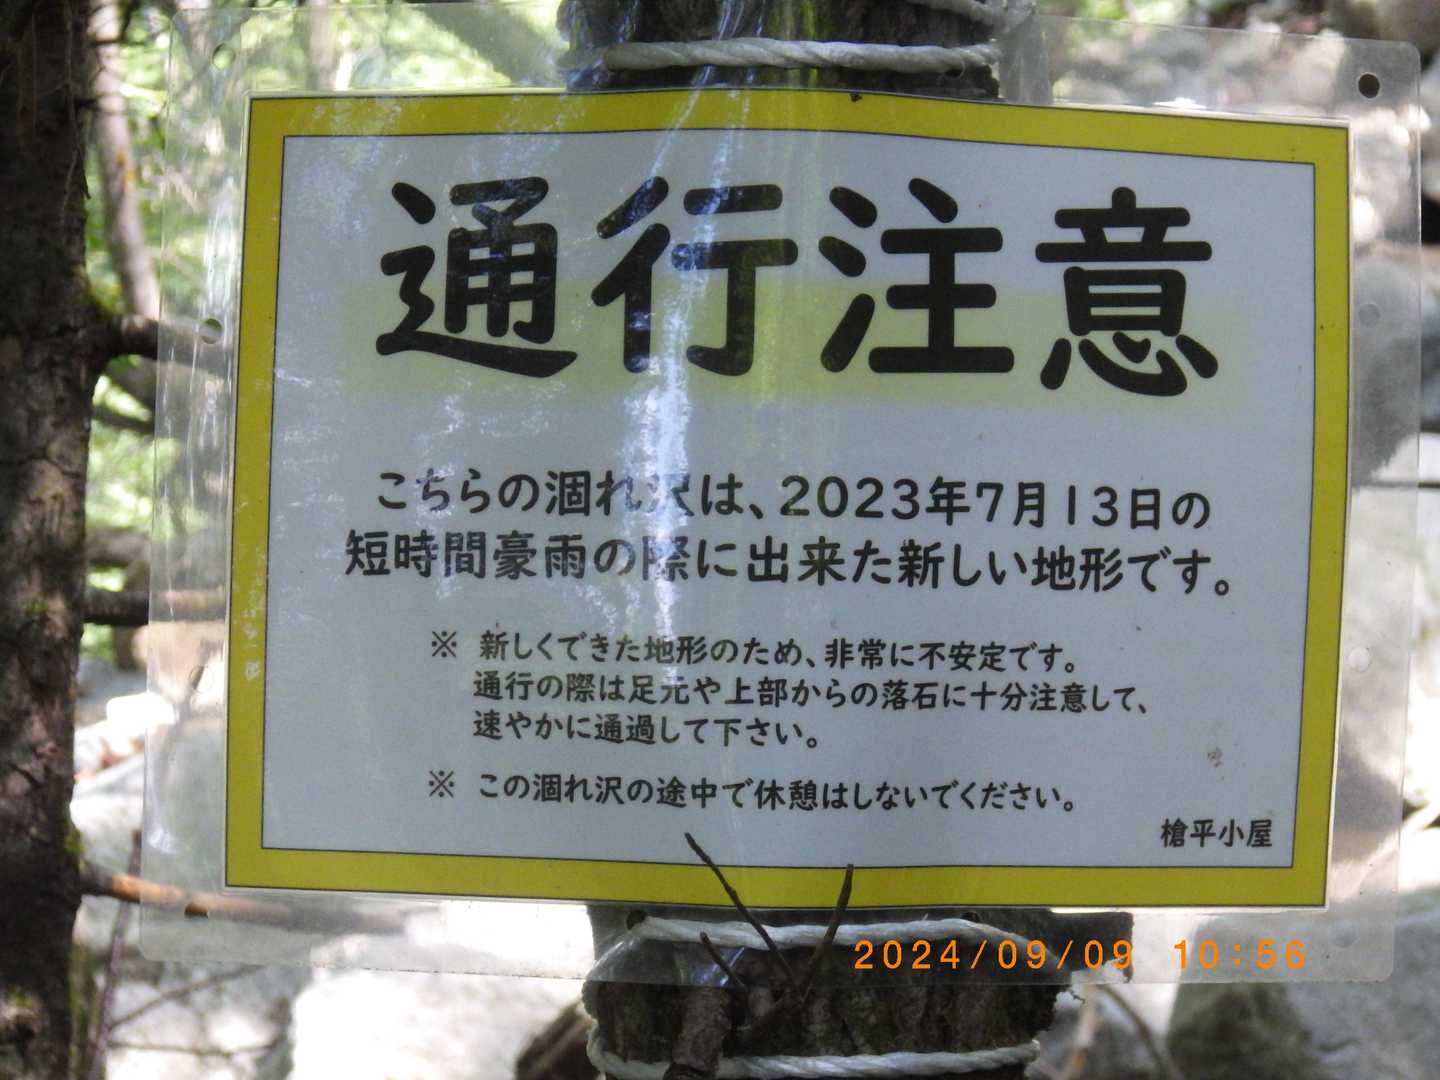 通行注意
こちらの涸れ沢は、2023年7月13日の
短時間豪雨の際に出来た新しい地形です。
※ 新しくできた地形のため、非常に不安定です。
通行の際は足元や上部からの落石に十分注意して、
速やかに通過して下さい。
※ この涸れ沢の途中で休憩はしないでください。
槍平小屋
2024/09/09 10:56